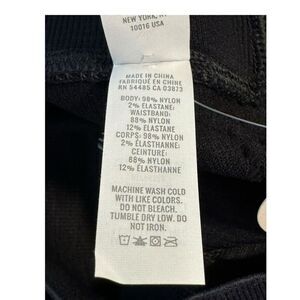 NEW YORK, NY
10016 USA
MADE IN CHINA
FABRIQUÉ EN CHINE
RN 54485 CA 03873
BODY: 98% NYLON
2% ELASTANE;
WAISTBAND:
88% NYLON
12% ELASTANE
CORPS: 98% NYLON
2% ÉLASTHANNE;
CEINTURE:
88% NYLON
12% ÉLASTHANNE
MACHINE WASH COLD
WITH LIKE COLORS.
DO NOT BLEACH.
TUMBLE DRY LOW. DO
NOT IRON.